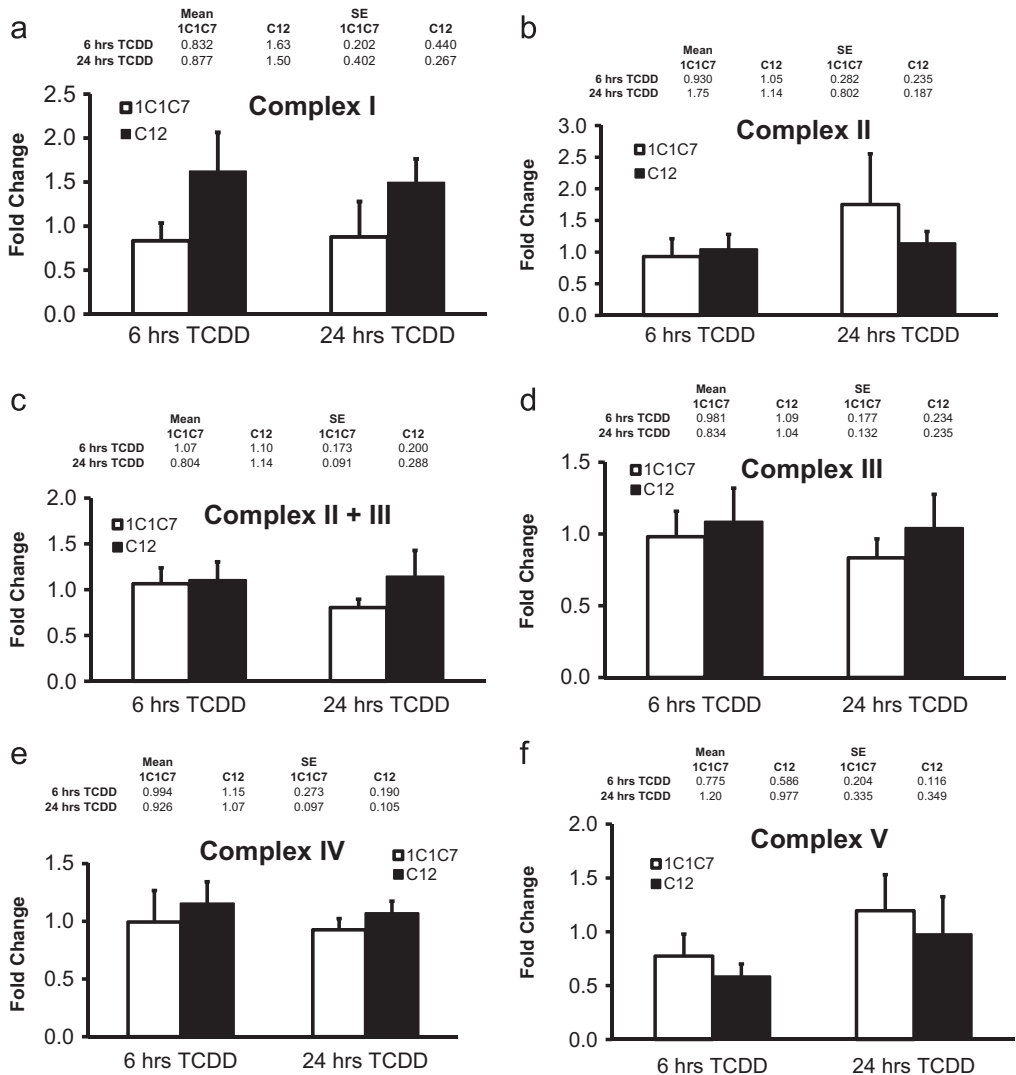 a
Mean SE
1C1C7 C12 1C1C7 C12
6 hrs TCDD 0.832 1.63 0.202 0.440
24 hrs TCDD 0.877 1.50 0.402 0.267
Complex I
1C1C7
C12
Fold Change
2.5
2.0
1.5
1.0
0.5
0.0
6 hrs TCDD 24 hrs TCDD
b
Mean SE
1C1C7 C12 1C1C7 C12
6 hrs TCDD 0.930 1.05 0.282 0.235
24 hrs TCDD 1.75 1.14 0.802 0.187
Complex II
1C1C7
C12
Fold Change
3.0
2.5
2.0
1.5
1.0
0.5
0.0
6 hrs TCDD 24 hrs TCDD
c
Mean SE
1C1C7 C12 1C1C7 C12
6 hrs TCDD 1.07 1.10 0.173 0.200
24 hrs TCDD 0.804 1.14 0.091 0.288
Complex II + III
1C1C7
C12
Fold Change
2.0
1.5
1.0
0.5
0.0
6 hrs TCDD 24 hrs TCDD
d
Mean SE
1C1C7 C12 1C1C7 C12
6 hrs TCDD 0.981 1.09 0.177 0.234
24 hrs TCDD 0.834 1.04 0.132 0.235
Complex III
1C1C7
C12
Fold Change
1.5
1.0
0.5
0.0
6 hrs TCDD 24 hrs TCDD
e
Mean SE
1C1C7 C12 1C1C7 C12
6 hrs TCDD 0.994 1.15 0.273 0.190
24 hrs TCDD 0.926 1.07 0.097 0.105
Complex IV
1C1C7
C12
Fold Change
1.5
1.0
0.5
0.0
6 hrs TCDD 24 hrs TCDD
f
Mean SE
1C1C7 C12 1C1C7 C12
6 hrs TCDD 0.775 0.586 0.204 0.116
24 hrs TCDD 1.20 0.977 0.335 0.349
Complex V
1C1C7
C12
Fold Change
2.0
1.5
1.0
0.5
0.0
6 hrs TCDD 24 hrs TCDD